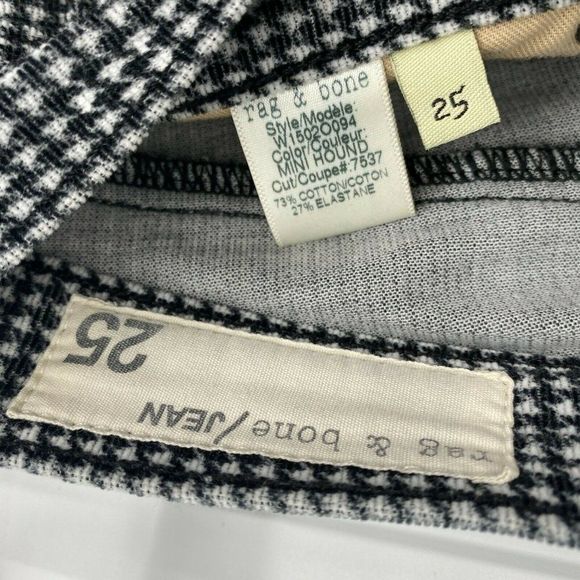 rag & bone
Style/Modèle:
W1502O094
Color/Couleur:
MINI HOUND
Cut/Coupe#.7537
73% COTTON/COTON
27% ELASTANE
25
25
rag & bone/JEAN